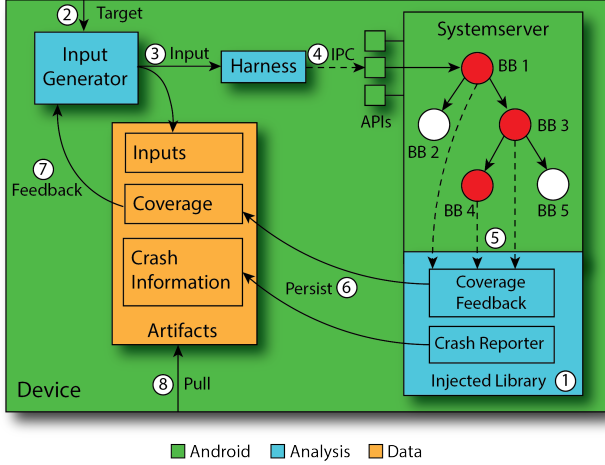 ② Target
Input
Generator
③ Input
Harness
④ IPC
APIs
Systemserver
BB 1
BB 2
BB 3
BB 4
BB 5
⑤
Inputs
Coverage
Crash
Information
Artifacts
⑦
Feedback
Persist ⑥
Coverage
Feedback
Crash Reporter
Injected Library ①
⑧ Pull
Device
Android
Analysis
Data